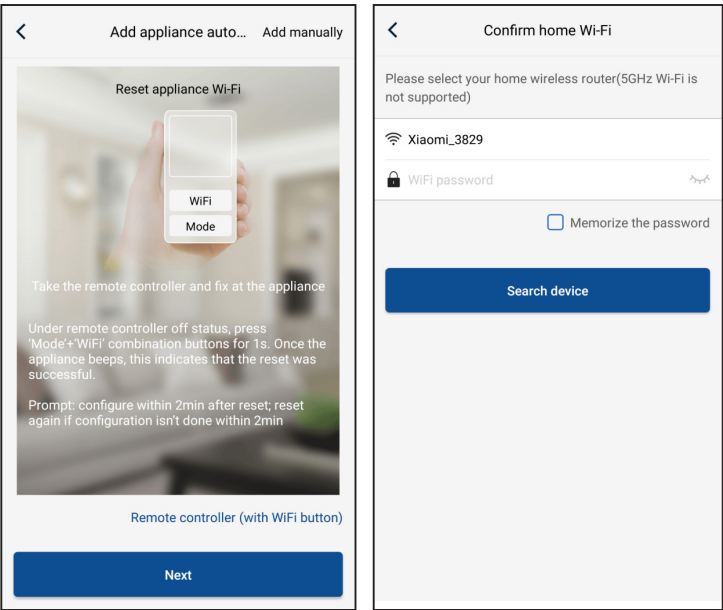 Add appliance auto... Add manually
Reset appliance Wi-Fi
WiFi
Mode
Take the remote controller and fix at the appliance
Under remote controller off status, press
'Mode'+'WiFi' combination buttons for 1s. Once the
appliance beeps, this indicates that the reset was
successful.
Prompt: configure within 2min after reset; reset
again if configuration isn't done within 2min
Remote controller (with WiFi button)
Next
Confirm home Wi-Fi
Please select your home wireless router(5GHz Wi-Fi is
not supported)
Xiaomi_3829
WiFi password
Memorize the password
Search device